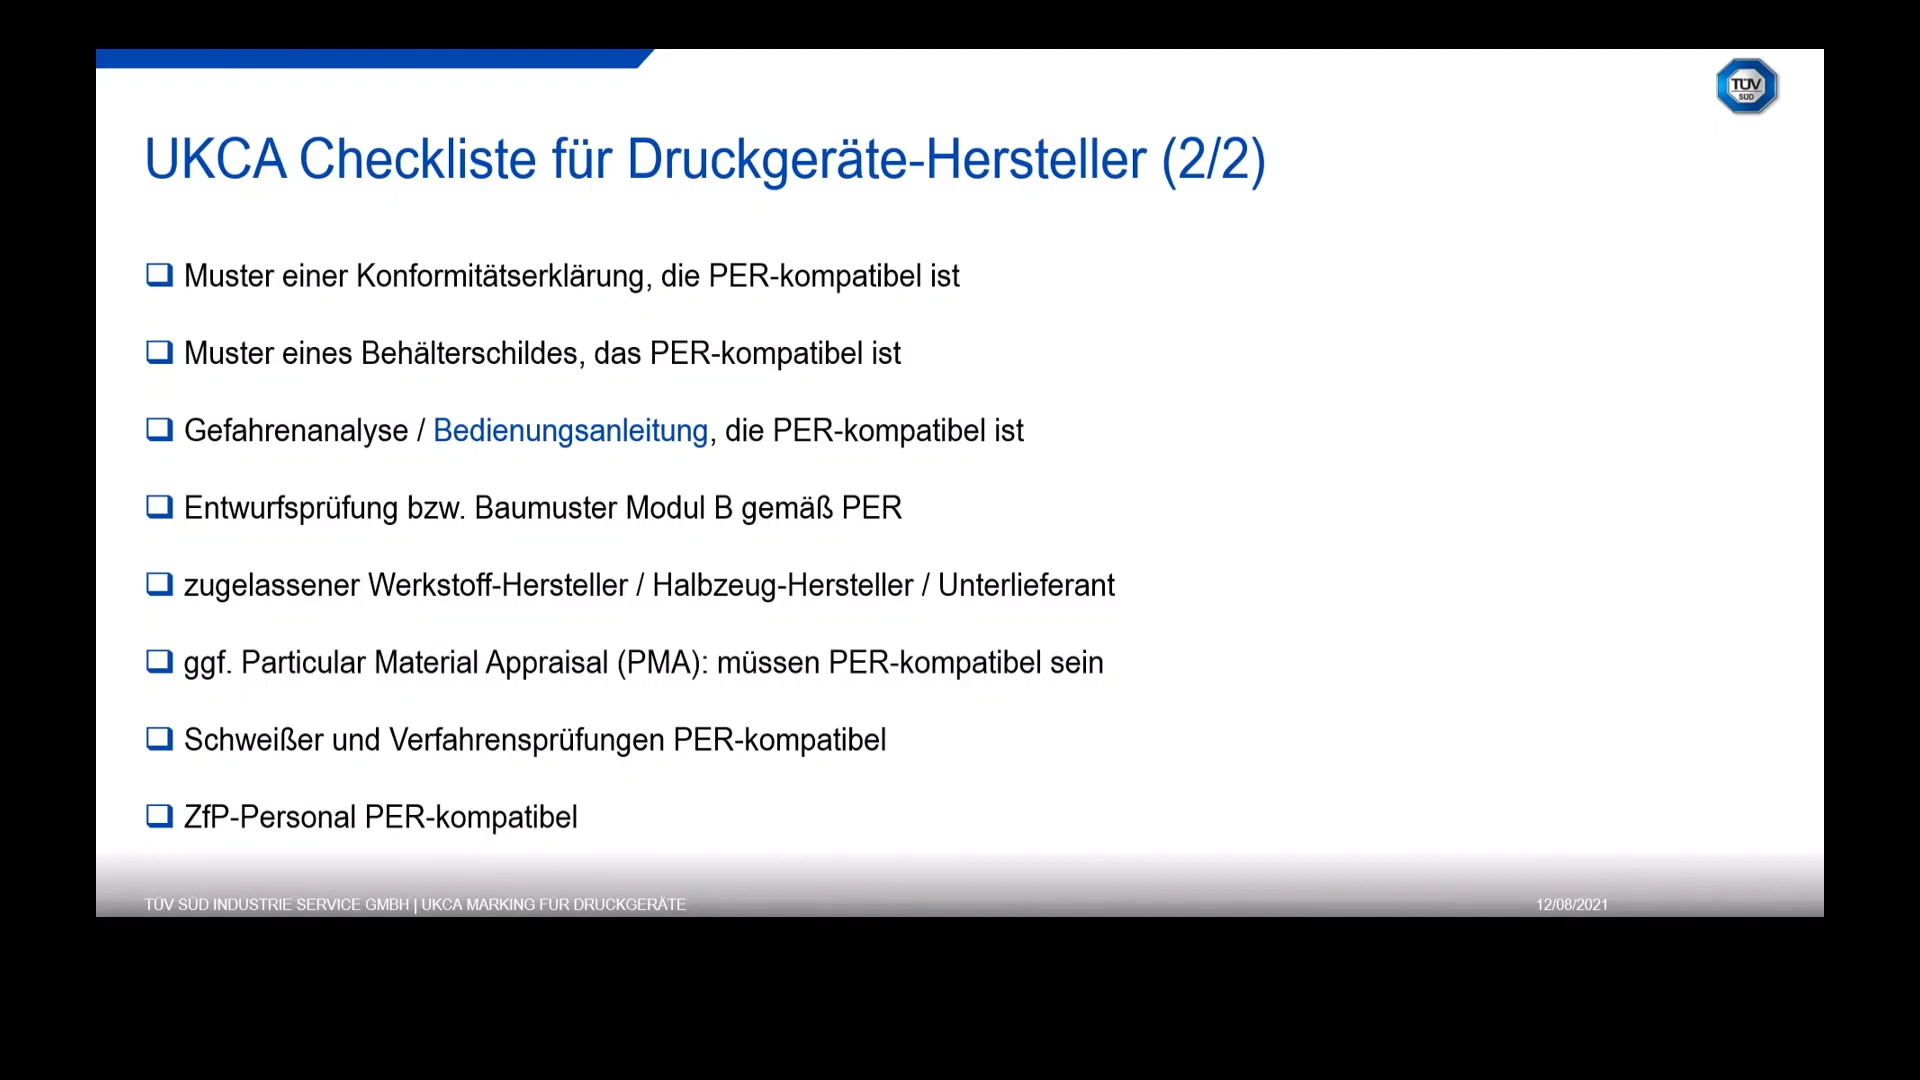 TÜV
SÜD
UKCA Checkliste für Druckgeräte-Hersteller (2/2)
Muster einer Konformitätserklärung, die PER-kompatibel ist
Muster eines Behälterschildes, das PER-kompatibel ist
Gefahrenanalyse / Bedienungsanleitung, die PER-kompatibel ist
Entwurfsprüfung bzw. Baumuster Modul B gemäß PER
zugelassener Werkstoff-Hersteller / Halbzeug-Hersteller / Unterlieferant
ggf. Particular Material Appraisal (PMA): müssen PER-kompatibel sein
Schweißer und Verfahrensprüfungen PER-kompatibel
ZfP-Personal PER-kompatibel
TÜV SÜD INDUSTRIE SERVICE GMBH | UKCA MARKING FÜR DRUCKGERÄTE
12/08/2021